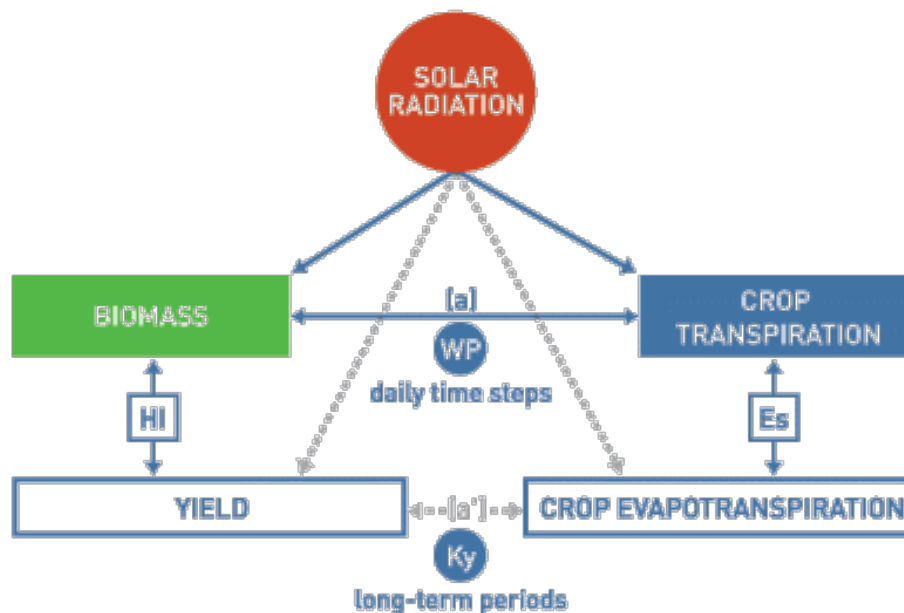 SOLAR
RADIATION
BIOMASS
(a)
CROP
TRANSPIRATION
WP
daily time steps
HI
Es
YIELD
(a')
CROP EVAPOTRANSPIRATION
Ky
long-term periods